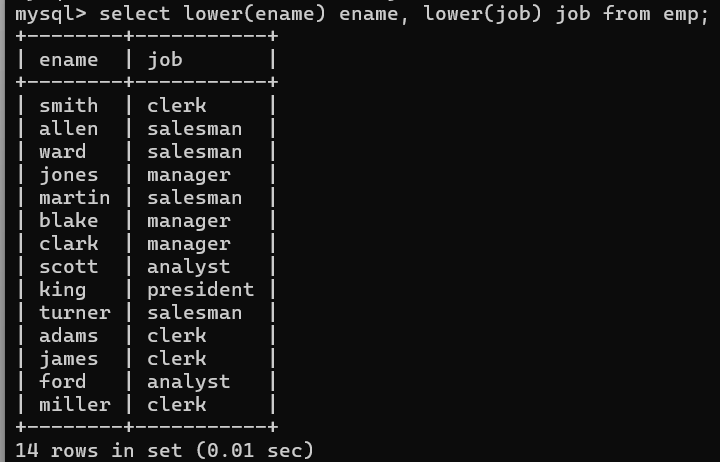 mysql> select lower(ename) ename, lower(job) job from emp;
+--------+-----------+
| ename  | job       |
+--------+-----------+
| smith  | clerk     |
| allen  | salesman  |
| ward   | salesman  |
| jones  | manager   |
| martin | salesman  |
| blake  | manager   |
| clark  | manager   |
| scott  | analyst   |
| king   | president |
| turner | salesman  |
| adams  | clerk     |
| james  | clerk     |
| ford   | analyst   |
| miller | clerk     |
+--------+-----------+
14 rows in set (0.01 sec)